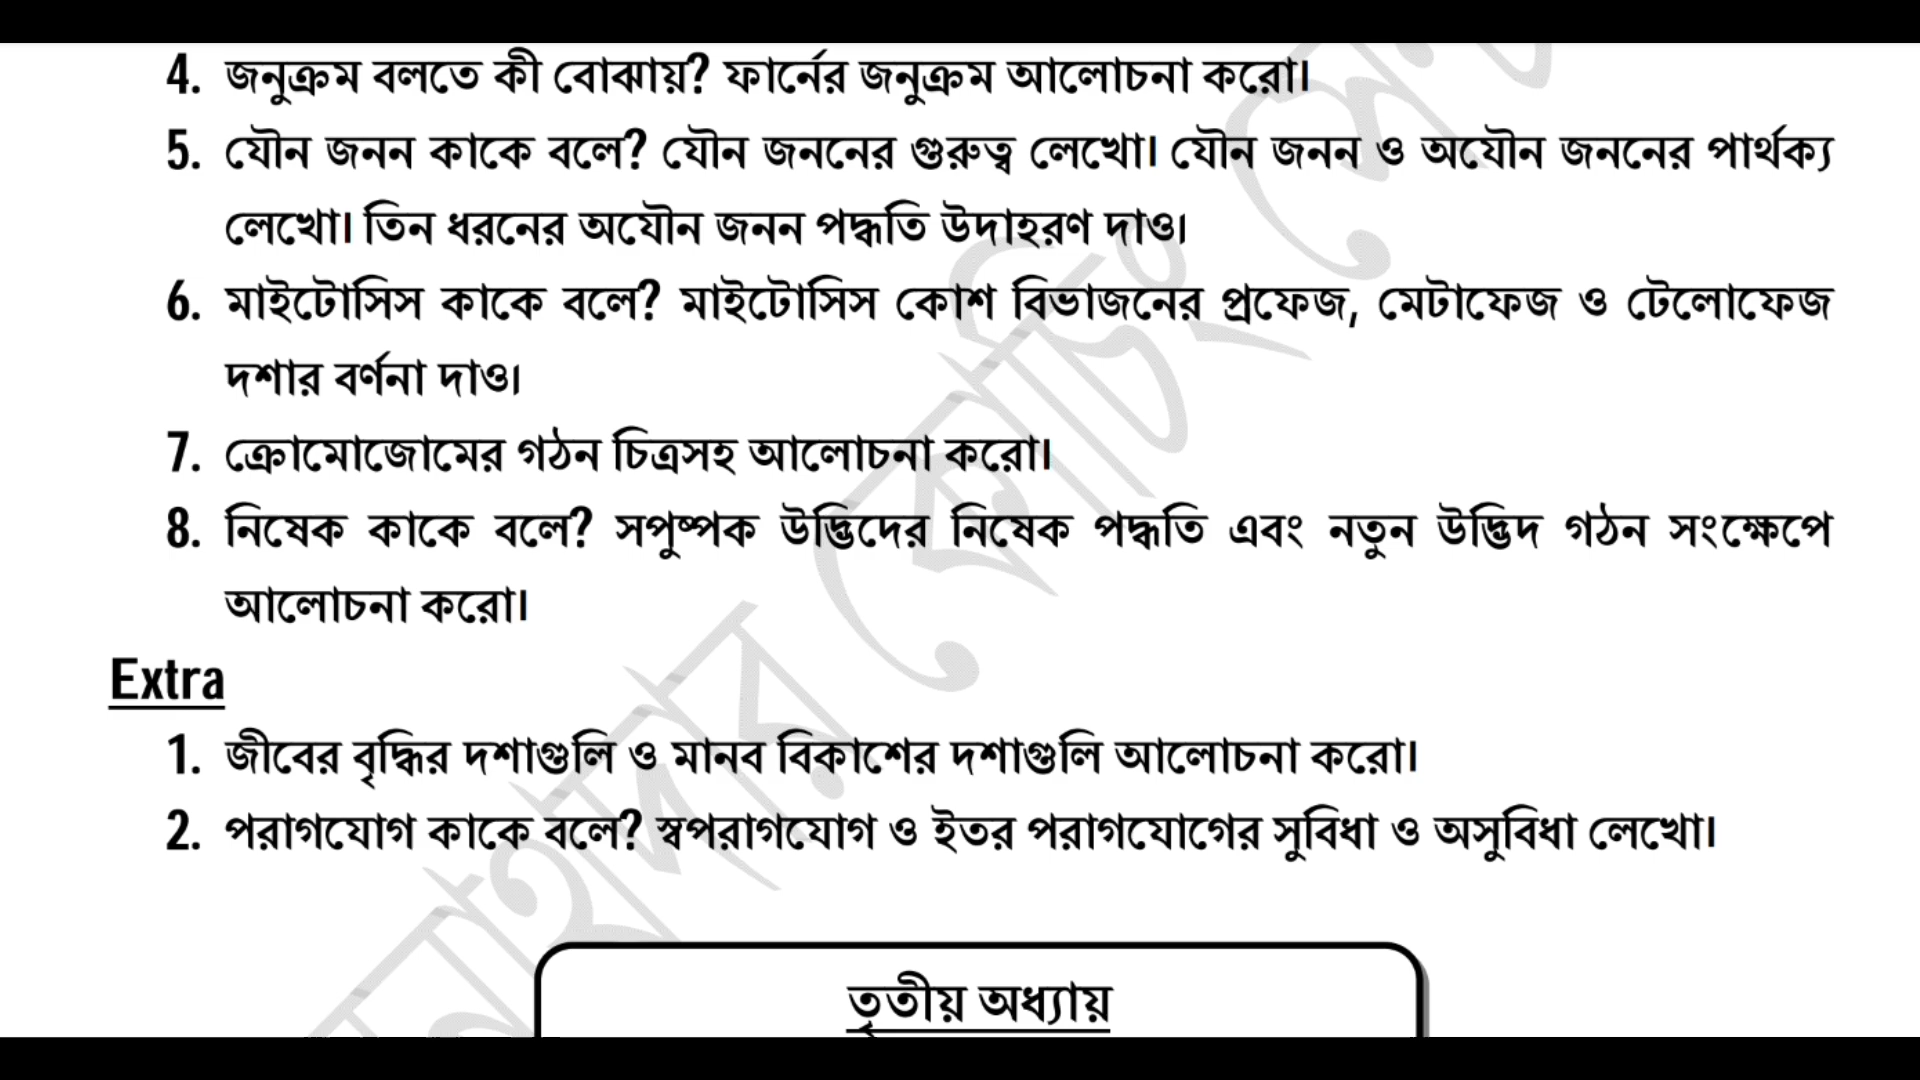 4. জনুক্রম বলতে কী বোঝায়? ফার্নের জনুক্রম আলোচনা করো।
5. যৌন জনন কাকে বলে? যৌন জননের গুরুত্ব লেখো। যৌন জনন ও অযৌন জননের পার্থক্য
লেখো। তিন ধরনের অযৌন জনন পদ্ধতি উদাহরণ দাও।
6. মাইটোসিস কাকে বলে? মাইটোসিস কোশ বিভাজনের প্রফেজ, মেটাফেজ ও টেলোফেজ
দশার বর্ণনা দাও।
7. ক্রোমোজোমের গঠন চিত্রসহ আলোচনা করো।
8. নিষেক কাকে বলে? সপুষ্পক উদ্ভিদের নিষেক পদ্ধতি এবং নতুন উদ্ভিদ গঠন সংক্ষেপে
আলোচনা করো।
Extra
1. জীবের বৃদ্ধির দশাগুলি ও মানব বিকাশের দশাগুলি আলোচনা করো।
2. পরাগযোগ কাকে বলে? স্বপরাগযোগ ও ইতর পরাগযোগের সুবিধা ও অসুবিধা লেখো।
তৃতীয় অধ্যায়